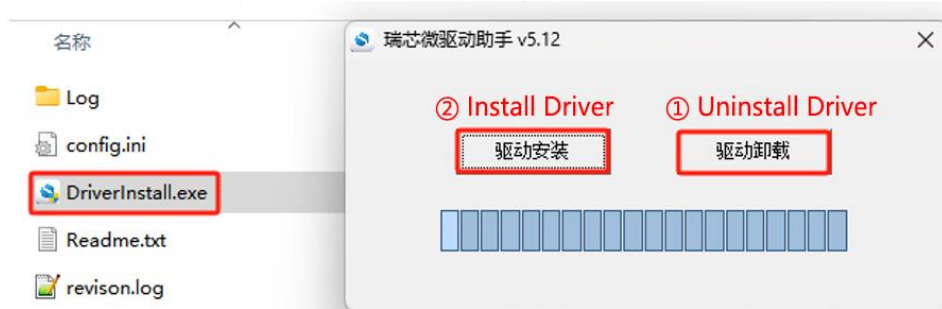 名称
Log
config.ini
DriverInstall.exe
Readme.txt
revison.log
瑞芯微驱动助手 v5.12
② Install Driver
① Uninstall Driver
驱动安装
驱动卸载